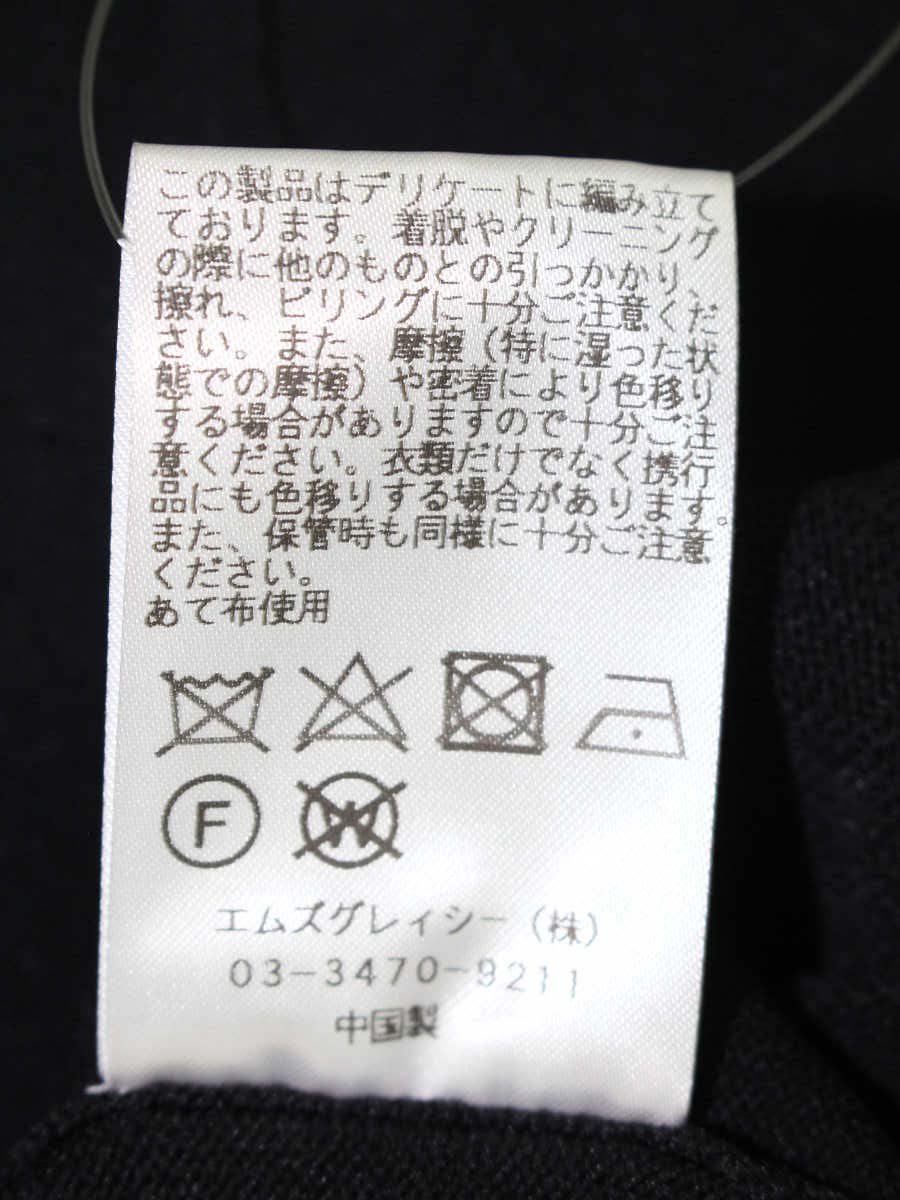 この製品はデリケートに編み立て
ております。着脱やクリーニング
の際に他のものとの引っかかり、
擦れ、ピリングに十分ご注意くだ
さい。また、摩擦(特に湿った状
態での摩擦)や密着により色移り
する場合がありますので十分ご注
意ください。衣類だけでなく携行
品にも色移りする場合があります。
また、保管時も同様に十分ご注意
ください。
あて布使用
F
W
エムズグレイシー(株)
03-3470-9211
中国製